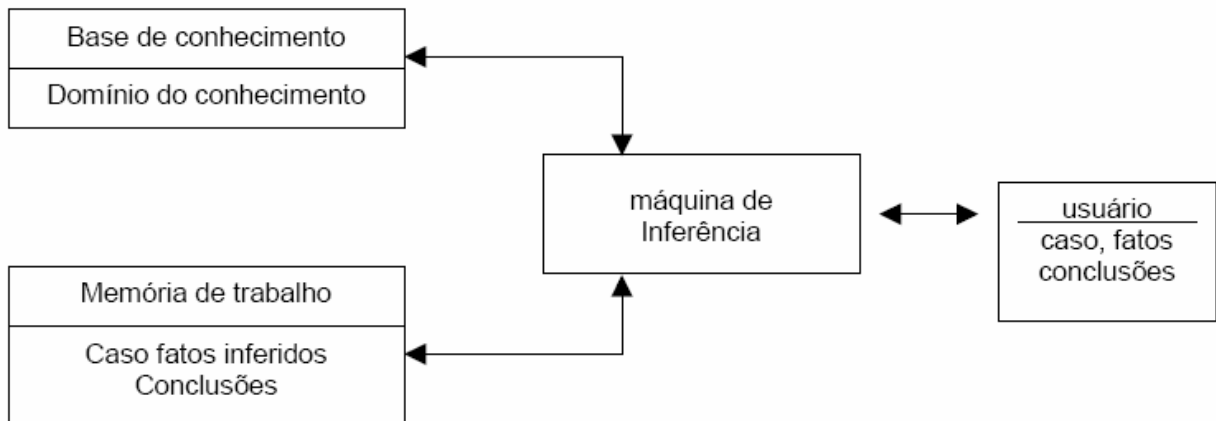 Base de conhecimento
Domínio do conhecimento
máquina de
Inferência
usuário
caso, fatos
conclusões
Memória de trabalho
Caso fatos inferidos
Conclusões